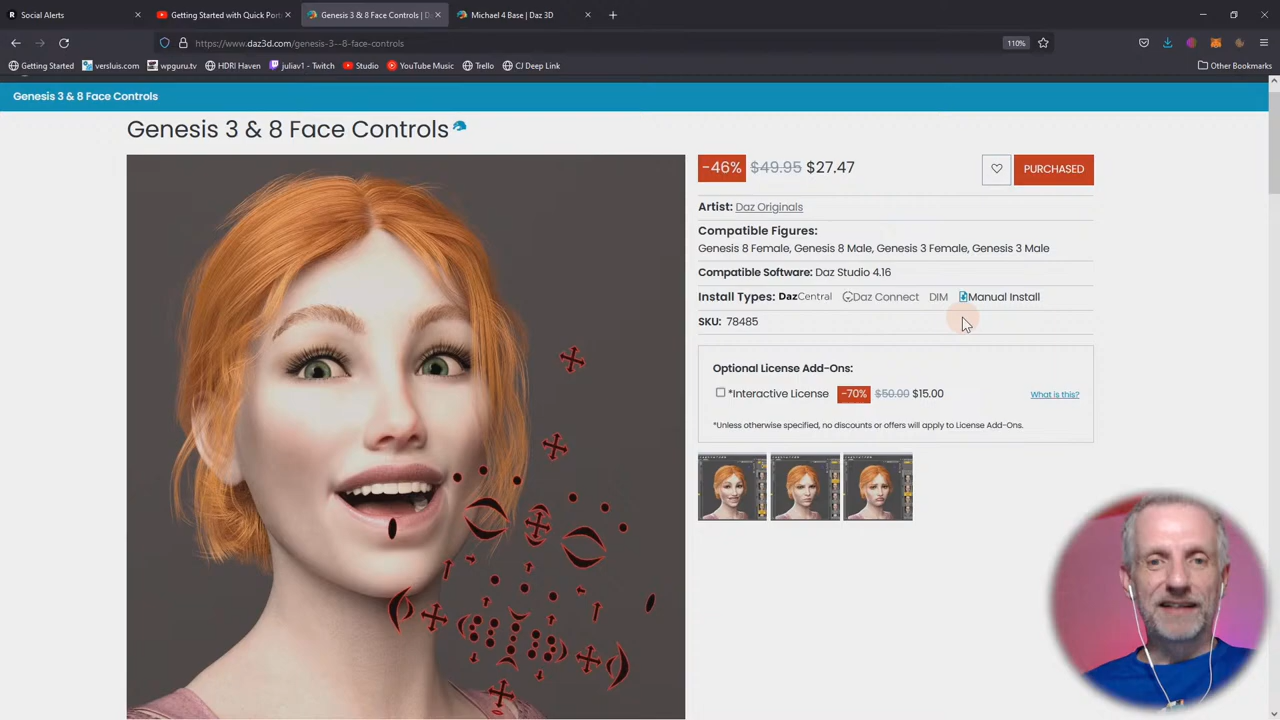 Social Alerts
Getting Started with Quick Port
Genesis 3 & 8 Face Controls | D
Michael 4 Base | Daz 3D
https://www.daz3d.com/genesis-3--8-face-controls
110%
Getting Started
versluis.com
wpguru.tv
HDRI Haven
juliav1 - Twitch
Studio
YouTube Music
Trello
CJ Deep Link
Other Bookmarks
Genesis 3 & 8 Face Controls
Genesis 3 & 8 Face Controls
-46% $49.95 $27.47
PURCHASED
Artist: Daz Originals
Compatible Figures:
Genesis 8 Female, Genesis 8 Male, Genesis 3 Female, Genesis 3 Male
Compatible Software: Daz Studio 4.16
Install Types: DazCentral Daz Connect DIM Manual Install
SKU: 78485
Optional License Add-Ons:
*Interactive License -70% $50.00 $15.00 What is this?
*Unless otherwise specified, no discounts or offers will apply to License Add-Ons.